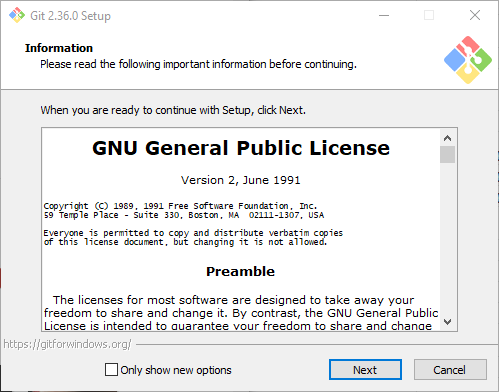 Git 2.36.0 Setup
Information
Please read the following important information before continuing.
When you are ready to continue with Setup, click Next.
GNU General Public License
Version 2, June 1991
Copyright (C) 1989, 1991 Free Software Foundation, Inc.
59 Temple Place - Suite 330, Boston, MA  02111-1307, USA
Everyone is permitted to copy and distribute verbatim copies
of this license document, but changing it is not allowed.
Preamble
The licenses for most software are designed to take away your
freedom to share and change it. By contrast, the GNU General Public
License is intended to guarantee your freedom to share and change
https://gitforwindows.org/
Only show new options
Next
Cancel